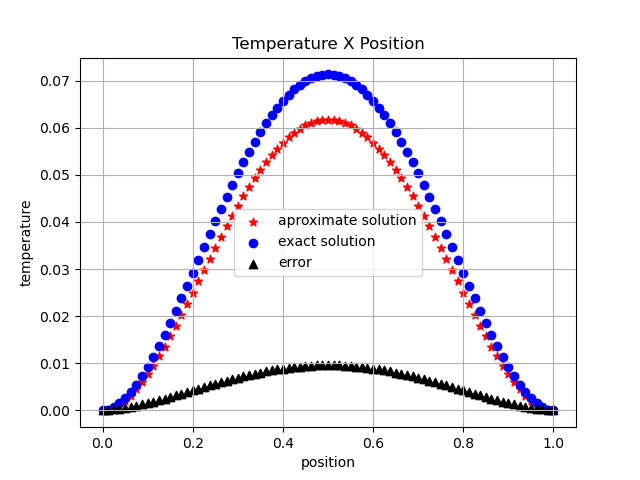 Temperature X Position
temperature
0.07
0.06
0.05
0.04
0.03
0.02
0.01
0.00
aproximate solution
exact solution
error
0.0 0.2 0.4 0.6 0.8 1.0
position